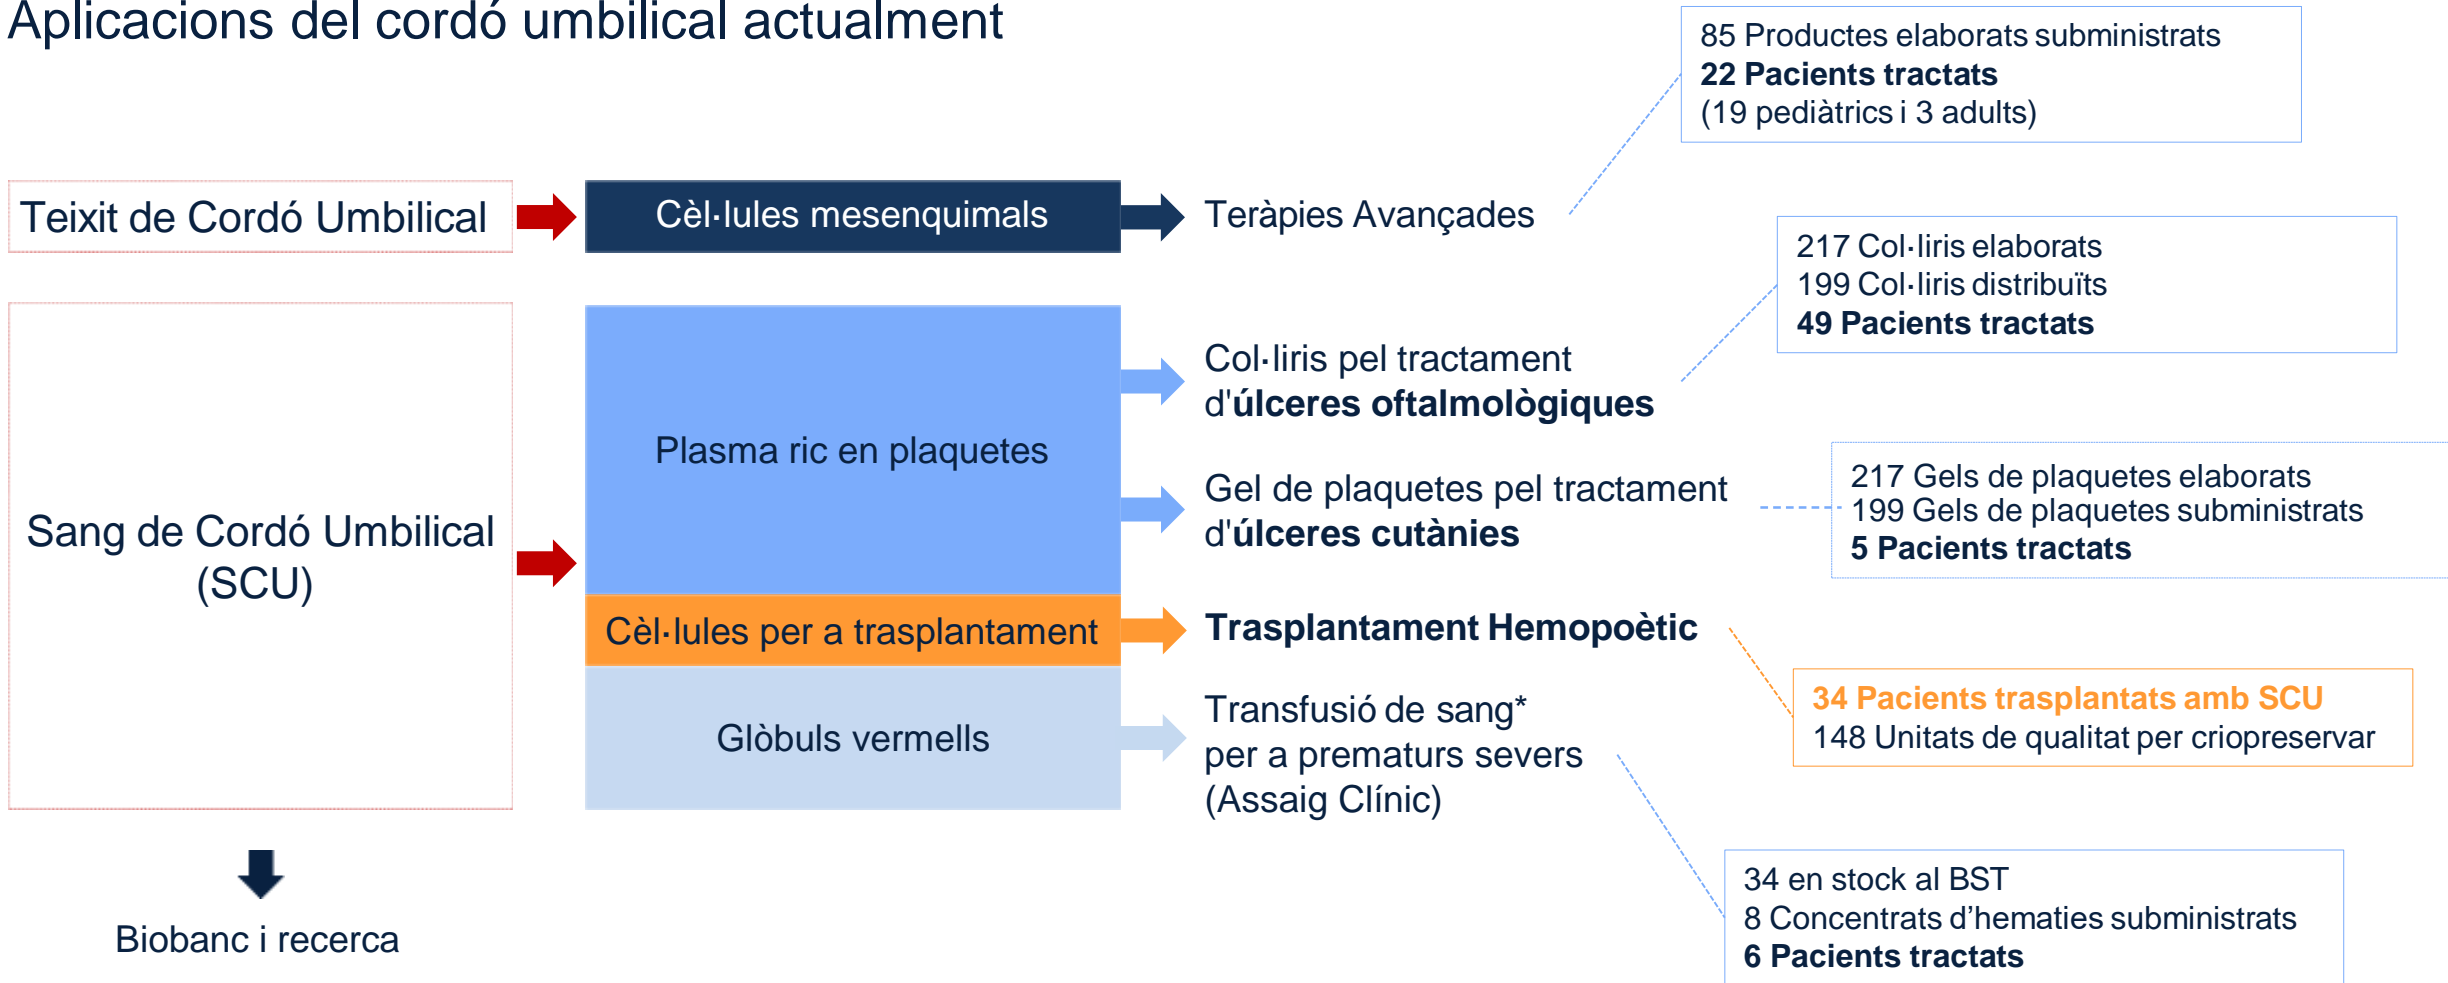 Aplicacions del cordó umbilical actualment
85 Productes elaborats subministrats
22 Pacients tractats
(19 pediàtrics i 3 adults)
Teixit de Cordó Umbilical
Cèl·lules mesenquimals
Teràpies Avançades
217 Col·liris elaborats
199 Col·liris distribuïts
49 Pacients tractats
Sang de Cordó Umbilical
(SCU)
Plasma ric en plaquetes
Col·liris pel tractament
d'úlceres oftalmològiques
Gel de plaquetes pel tractament
d'úlceres cutànies
217 Gels de plaquetes elaborats
199 Gels de plaquetes subministrats
5 Pacients tractats
Cèl·lules per a trasplantament
Trasplantament Hemopoètic
34 Pacients trasplantats amb SCU
148 Unitats de qualitat per criopreservar
Glòbuls vermells
Transfusió de sang*
per a prematurs severs
(Assaig Clínic)
34 en stock al BST
8 Concentrats d’hematies subministrats
6 Pacients tractats
Biobanc i recerca